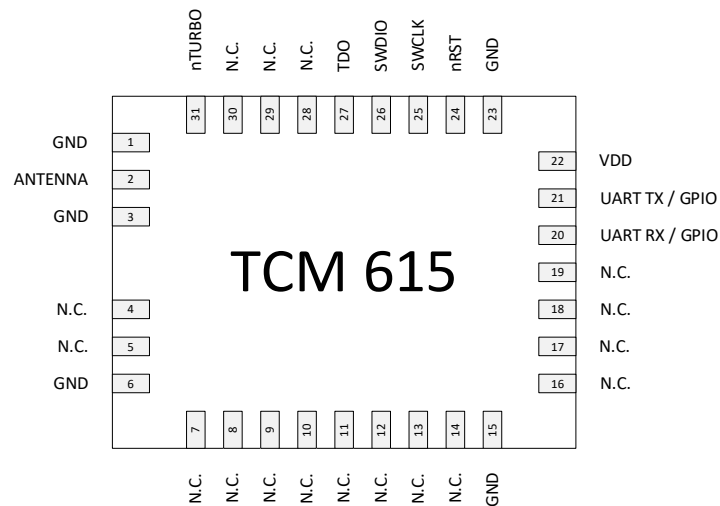 nTURBO N.C. N.C. N.C. TDO SWDIO SWCLK nRST GND
31 30 29 28 27 26 25 24 23
GND 1
ANTENNA 2
GND 3
N.C. 4
N.C. 5
GND 6
TCM 615
22 VDD
21 UART TX / GPIO
20 UART RX / GPIO
19 N.C.
18 N.C.
17 N.C.
16 N.C.
7 8 9 10 11 12 13 14 15
N.C. N.C. N.C. N.C. N.C. N.C. N.C. N.C. GND